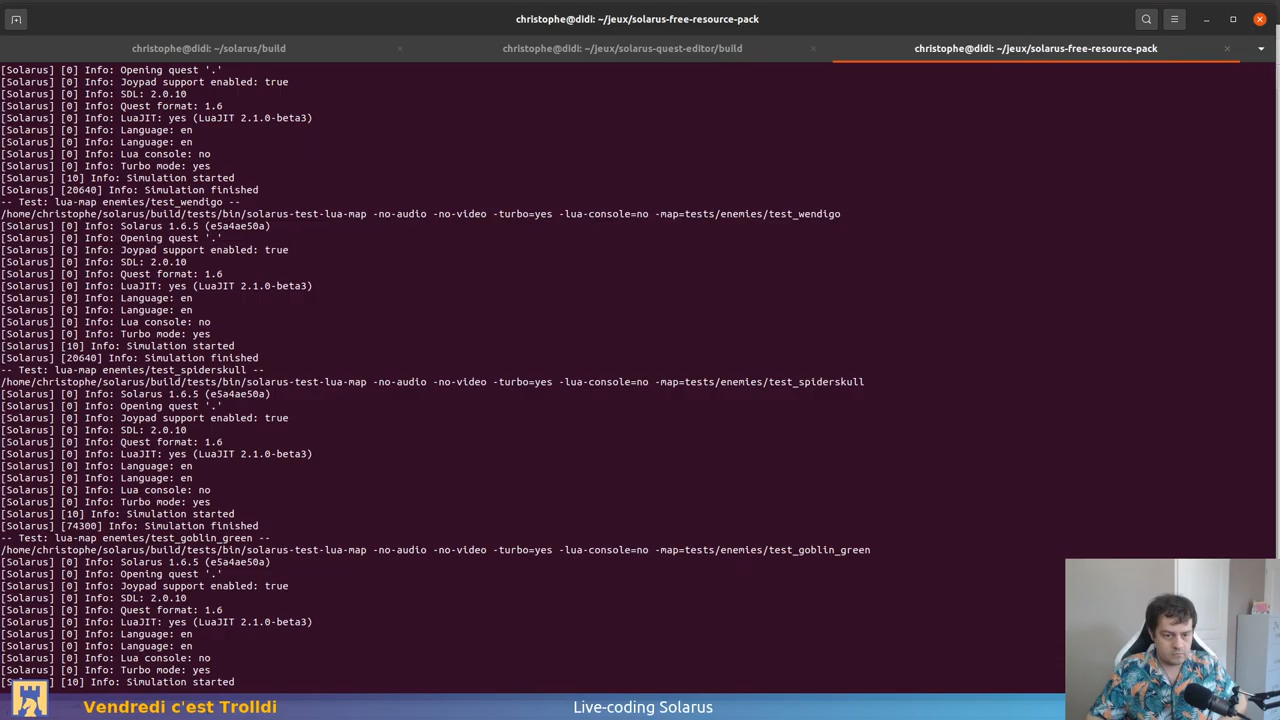 christophe@didi: ~/jeux/solarus-free-resource-pack
christophe@didi: ~/solarus/build
christophe@didi: ~/jeux/solarus-quest-editor/build
christophe@didi: ~/jeux/solarus-free-resource-pack
[Solarus] [0] Info: Opening quest '.'
[Solarus] [0] Info: Joypad support enabled: true
[Solarus] [0] Info: SDL: 2.0.10
[Solarus] [0] Info: Quest format: 1.6
[Solarus] [0] Info: LuaJIT: yes (LuaJIT 2.1.0-beta3)
[Solarus] [0] Info: Language: en
[Solarus] [0] Info: Language: en
[Solarus] [0] Info: Lua console: no
[Solarus] [0] Info: Turbo mode: yes
[Solarus] [10] Info: Simulation started
[Solarus] [20640] Info: Simulation finished
-- Test: lua-map enemies/test_wendigo --
/home/christophe/solarus/build/tests/bin/solarus-test-lua-map -no-audio -no-video -turbo=yes -lua-console=no -map=tests/enemies/test_wendigo
[Solarus] [0] Info: Solarus 1.6.5 (e5a4ae50a)
[Solarus] [0] Info: Opening quest '.'
[Solarus] [0] Info: Joypad support enabled: true
[Solarus] [0] Info: SDL: 2.0.10
[Solarus] [0] Info: Quest format: 1.6
[Solarus] [0] Info: LuaJIT: yes (LuaJIT 2.1.0-beta3)
[Solarus] [0] Info: Language: en
[Solarus] [0] Info: Language: en
[Solarus] [0] Info: Lua console: no
[Solarus] [0] Info: Turbo mode: yes
[Solarus] [10] Info: Simulation started
[Solarus] [20640] Info: Simulation finished
-- Test: lua-map enemies/test_spiderskull --
/home/christophe/solarus/build/tests/bin/solarus-test-lua-map -no-audio -no-video -turbo=yes -lua-console=no -map=tests/enemies/test_spiderskull
[Solarus] [0] Info: Solarus 1.6.5 (e5a4ae50a)
[Solarus] [0] Info: Opening quest '.'
[Solarus] [0] Info: Joypad support enabled: true
[Solarus] [0] Info: SDL: 2.0.10
[Solarus] [0] Info: Quest format: 1.6
[Solarus] [0] Info: LuaJIT: yes (LuaJIT 2.1.0-beta3)
[Solarus] [0] Info: Language: en
[Solarus] [0] Info: Language: en
[Solarus] [0] Info: Lua console: no
[Solarus] [0] Info: Turbo mode: yes
[Solarus] [10] Info: Simulation started
[Solarus] [74300] Info: Simulation finished
-- Test: lua-map enemies/test_goblin_green --
/home/christophe/solarus/build/tests/bin/solarus-test-lua-map -no-audio -no-video -turbo=yes -lua-console=no -map=tests/enemies/test_goblin_green
[Solarus] [0] Info: Solarus 1.6.5 (e5a4ae50a)
[Solarus] [0] Info: Opening quest '.'
[Solarus] [0] Info: Joypad support enabled: true
[Solarus] [0] Info: SDL: 2.0.10
[Solarus] [0] Info: Quest format: 1.6
[Solarus] [0] Info: LuaJIT: yes (LuaJIT 2.1.0-beta3)
[Solarus] [0] Info: Language: en
[Solarus] [0] Info: Language: en
[Solarus] [0] Info: Lua console: no
[Solarus] [0] Info: Turbo mode: yes
[Solarus] [10] Info: Simulation started
Vendredi c'est Trolldi
Live-coding Solarus